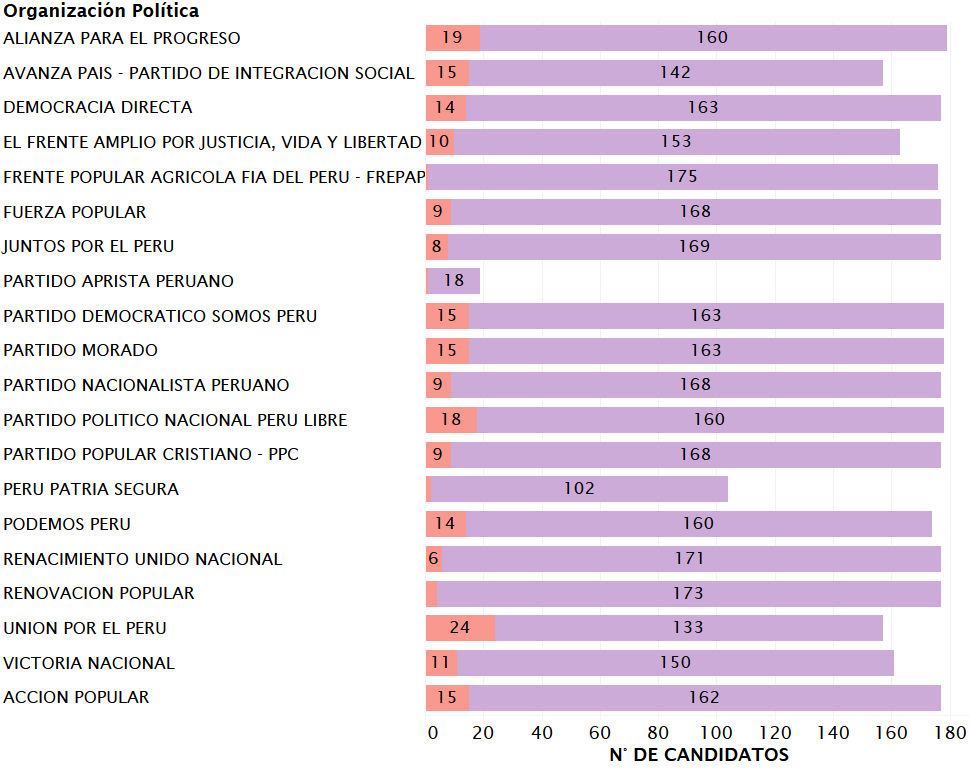 Organización Política
ALIANZA PARA EL PROGRESO 19 160
AVANZA PAIS - PARTIDO DE INTEGRACION SOCIAL 15 142
DEMOCRACIA DIRECTA 14 163
EL FRENTE AMPLIO POR JUSTICIA, VIDA Y LIBERTAD 10 153
FRENTE POPULAR AGRICOLA FIA DEL PERU - FREPAP 175
FUERZA POPULAR 9 168
JUNTOS POR EL PERU 8 169
PARTIDO APRISTA PERUANO 18
PARTIDO DEMOCRATICO SOMOS PERU 15 163
PARTIDO MORADO 15 163
PARTIDO NACIONALISTA PERUANO 9 168
PARTIDO POLITICO NACIONAL PERU LIBRE 18 160
PARTIDO POPULAR CRISTIANO - PPC 9 168
PERU PATRIA SEGURA 102
PODEMOS PERU 14 160
RENACIMIENTO UNIDO NACIONAL 6 171
RENOVACION POPULAR 173
UNION POR EL PERU 24 133
VICTORIA NACIONAL 11 150
ACCION POPULAR 15 162
0 20 40 60 80 100 120 140 160 180
N° DE CANDIDATOS